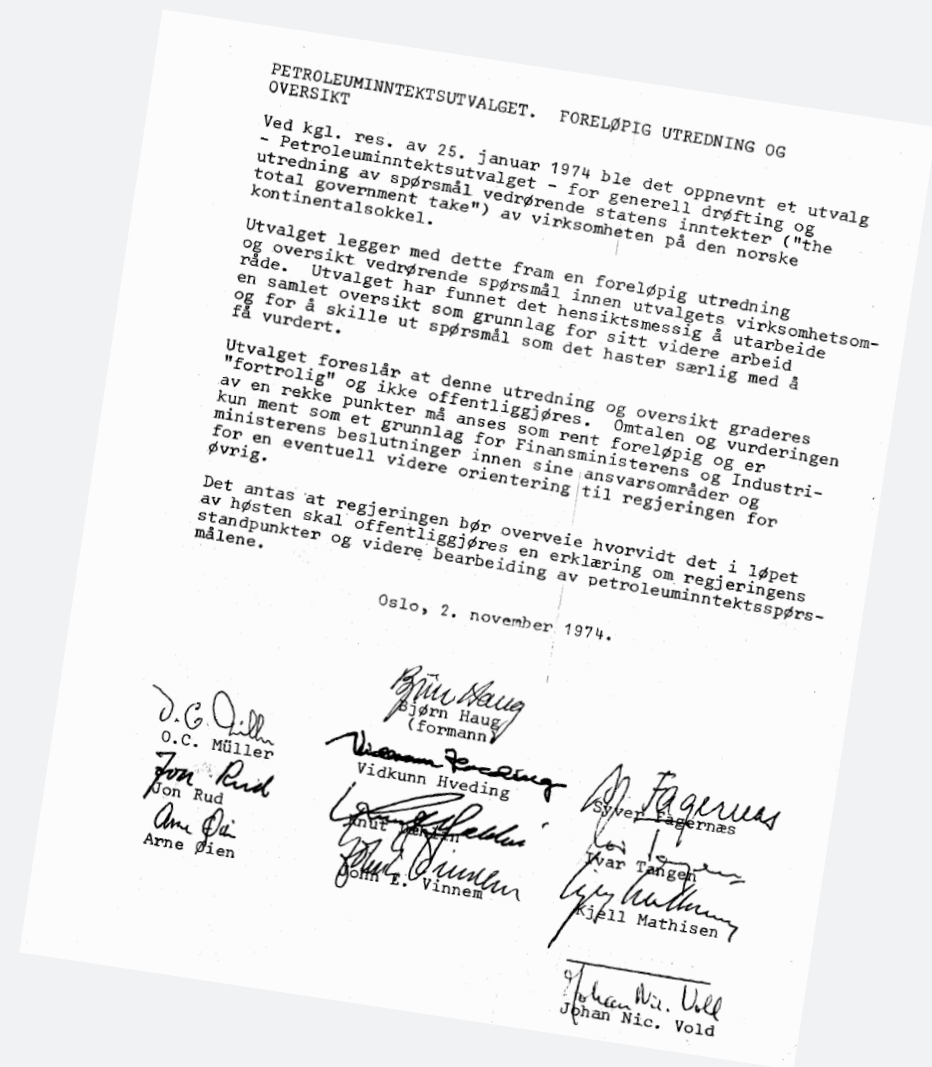 PETROLEUMINNTEKTSUTVALGET.  FORELØPIG UTREDNING OG
OVERSIKT
Ved kgl. res. av 25. januar 1974 ble det oppnevnt et utvalg
- Petroleuminntektsutvalget - for generell drøfting og
utredning av spørsmål vedrørende statens inntekter ("the
total government take") av virksomheten på den norske
kontinentalsokkel.
Utvalget legger med dette fram en foreløpig utredning
og oversikt vedrørende spørsmål innen utvalgets virksomhetsom-
råde.  Utvalget har funnet det hensiktsmessig å utarbeide
en samlet oversikt som grunnlag for sitt videre arbeid
og for å skille ut spørsmål som det haster særlig med å
få vurdert.
Utvalget foreslår at denne utredning og oversikt graderes
"fortrolig" og ikke offentliggjøres.  Omtalen og vurderingen
av en rekke punkter må anses som rent foreløpig og er
kun ment som et grunnlag for Finansministerens og Industri-
ministerens beslutninger innen sine ansvarsområder og
for en eventuell videre orientering til regjeringen for
øvrig.
Det antas at regjeringen bør overveie hvorvidt det i løpet
av høsten skal offentliggjøres en erklæring om regjeringens
standpunkter og videre bearbeiding av petroleuminntektsspørs-
målene.
Oslo, 2. november 1974.
Bjørn Haug
Bjørn Haug
(formann)
O.C. Müller
Vidkunn Hveding
Vidkunn Hveding
Jon Rud
Jon Rud
Fagernæs
Syver Fagernæs
Knut
Arne Øien
Arne Øien
Ivar Tangen
John E. Vinnem
Kjell Mathisen
Johan Nic. Vold
Johan Nic. Vold